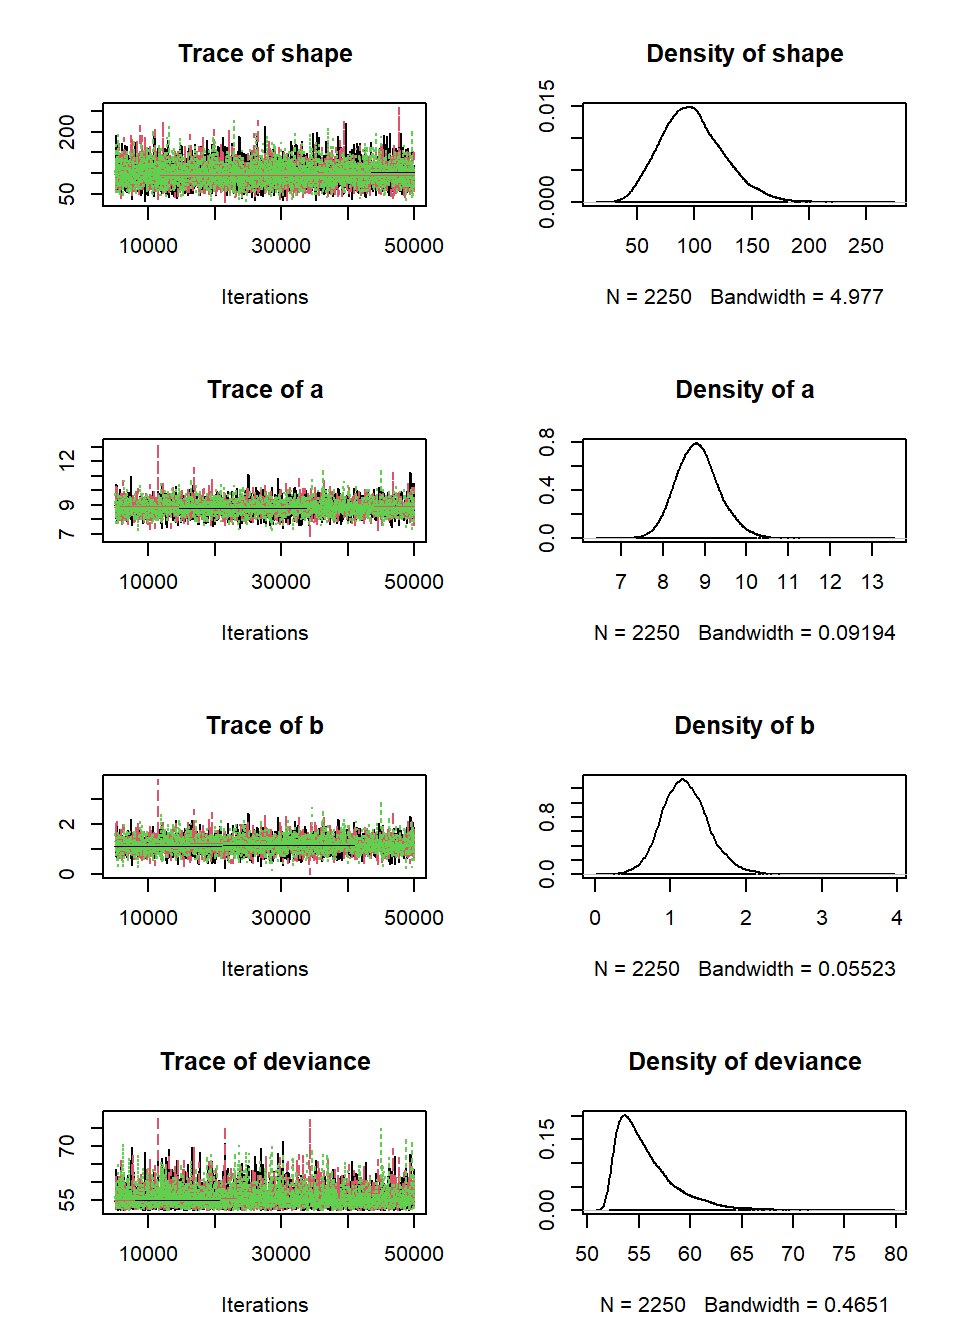 Trace of shape
50 200
10000 30000 50000
Iterations
Density of shape
0.000 0.015
50 100 150 200 250
N = 2250 Bandwidth = 4.977
Trace of a
7 9 12
10000 30000 50000
Iterations
Density of a
0.0 0.4 0.8
7 8 9 10 11 12 13
N = 2250 Bandwidth = 0.09194
Trace of b
0 2
10000 30000 50000
Iterations
Density of b
0.0 0.8
0 1 2 3 4
N = 2250 Bandwidth = 0.05523
Trace of deviance
55 70
10000 30000 50000
Iterations
Density of deviance
0.00 0.15
50 55 60 65 70 75 80
N = 2250 Bandwidth = 0.4651